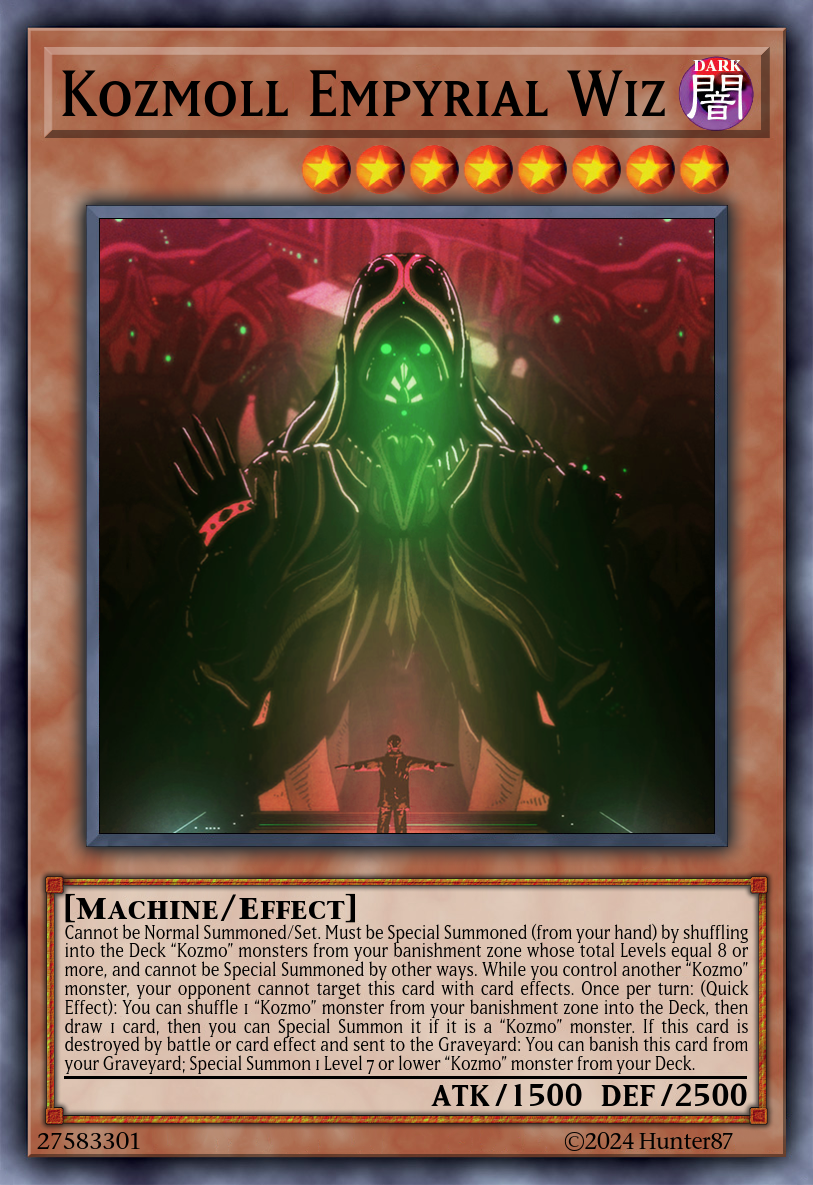 Kozmoll Empyrial Wiz
DARK
闇
[Machine/Effect]
Cannot be Normal Summoned/Set. Must be Special Summoned (from your hand) by shuffling
into the Deck “Kozmo” monsters from your banishment zone whose total Levels equal 8 or
more, and cannot be Special Summoned by other ways. While you control another “Kozmo”
monster, your opponent cannot target this card with card effects. Once per turn: (Quick
Effect): You can shuffle 1 “Kozmo” monster from your banishment zone into the Deck, then
draw 1 card, then you can Special Summon it if it is a “Kozmo” monster. If this card is
destroyed by battle or card effect and sent to the Graveyard: You can banish this card from
your Graveyard; Special Summon 1 Level 7 or lower “Kozmo” monster from your Deck.
ATK/1500 DEF/2500
27583301 ©2024 Hunter87